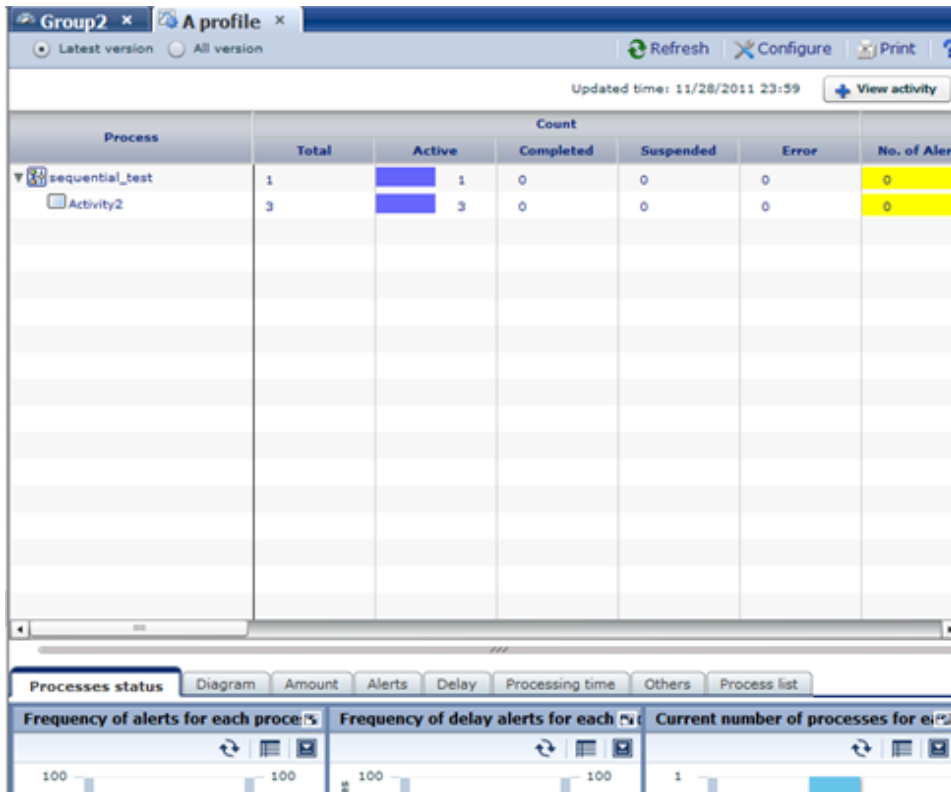 Group2 × A profile ×
Latest version All version Refresh Configure Print
Updated time: 11/28/2011 23:59 View activity
Process Count
Total Active Completed Suspended Error No. of Aler
sequential_test 1 1 0 0 0 0
Activity2 3 3 0 0 0 0
Processes status Diagram Amount Alerts Delay Processing time Others Process list
Frequency of alerts for each proce Frequency of delay alerts for each Current number of processes for e
100 100 100 100 1